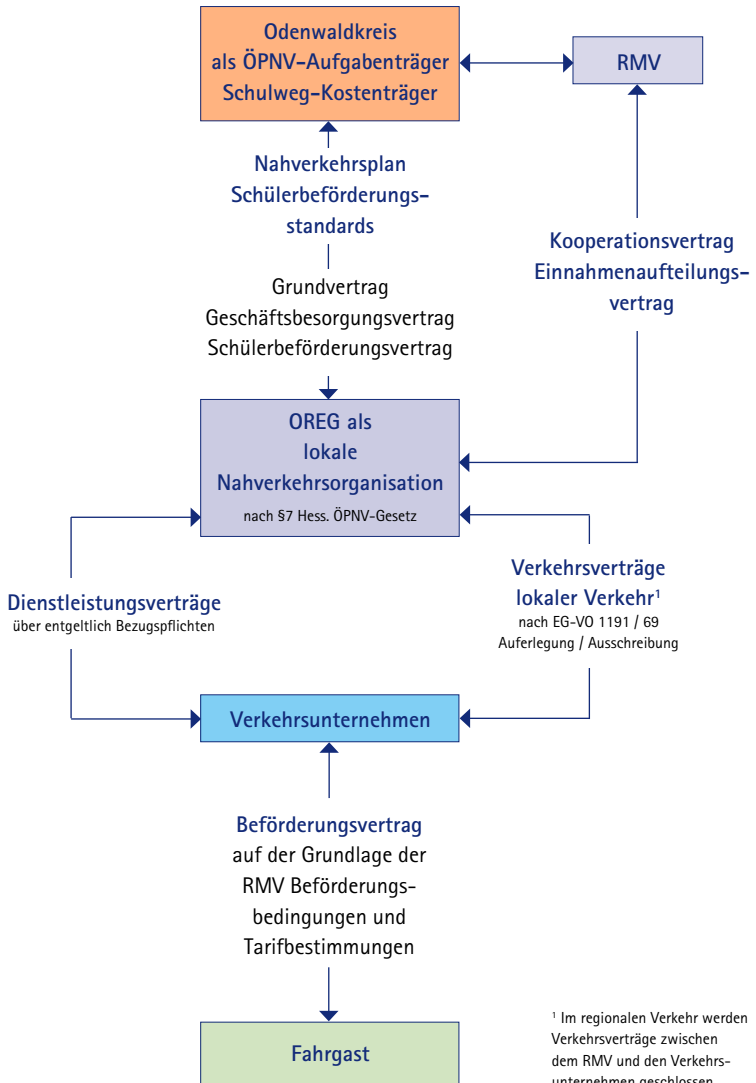 Odenwaldkreis
als ÖPNV-Aufgabenträger
Schulweg-Kostenträger
RMV
Nahverkehrsplan
Schülerbeförderungs-
standards
Kooperationsvertrag
Einnahmenaufteilungs-
vertrag
Grundvertrag
Geschäftsbesorgungsvertrag
Schülerbeförderungsvertrag
OREG als
lokale
Nahverkehrsorganisation
nach §7 Hess. ÖPNV-Gesetz
Dienstleistungsverträge
über entgeltlich Bezugspflichten
Verkehrsverträge
lokaler Verkehr¹
nach EG-VO 1191 / 69
Auferlegung / Ausschreibung
Verkehrsunternehmen
Beförderungsvertrag
auf der Grundlage der
RMV Beförderungs-
bedingungen und
Tarifbestimmungen
Fahrgast
¹ Im regionalen Verkehr werden
Verkehrsverträge zwischen
dem RMV und den Verkehrs-
unternehmen geschlossen